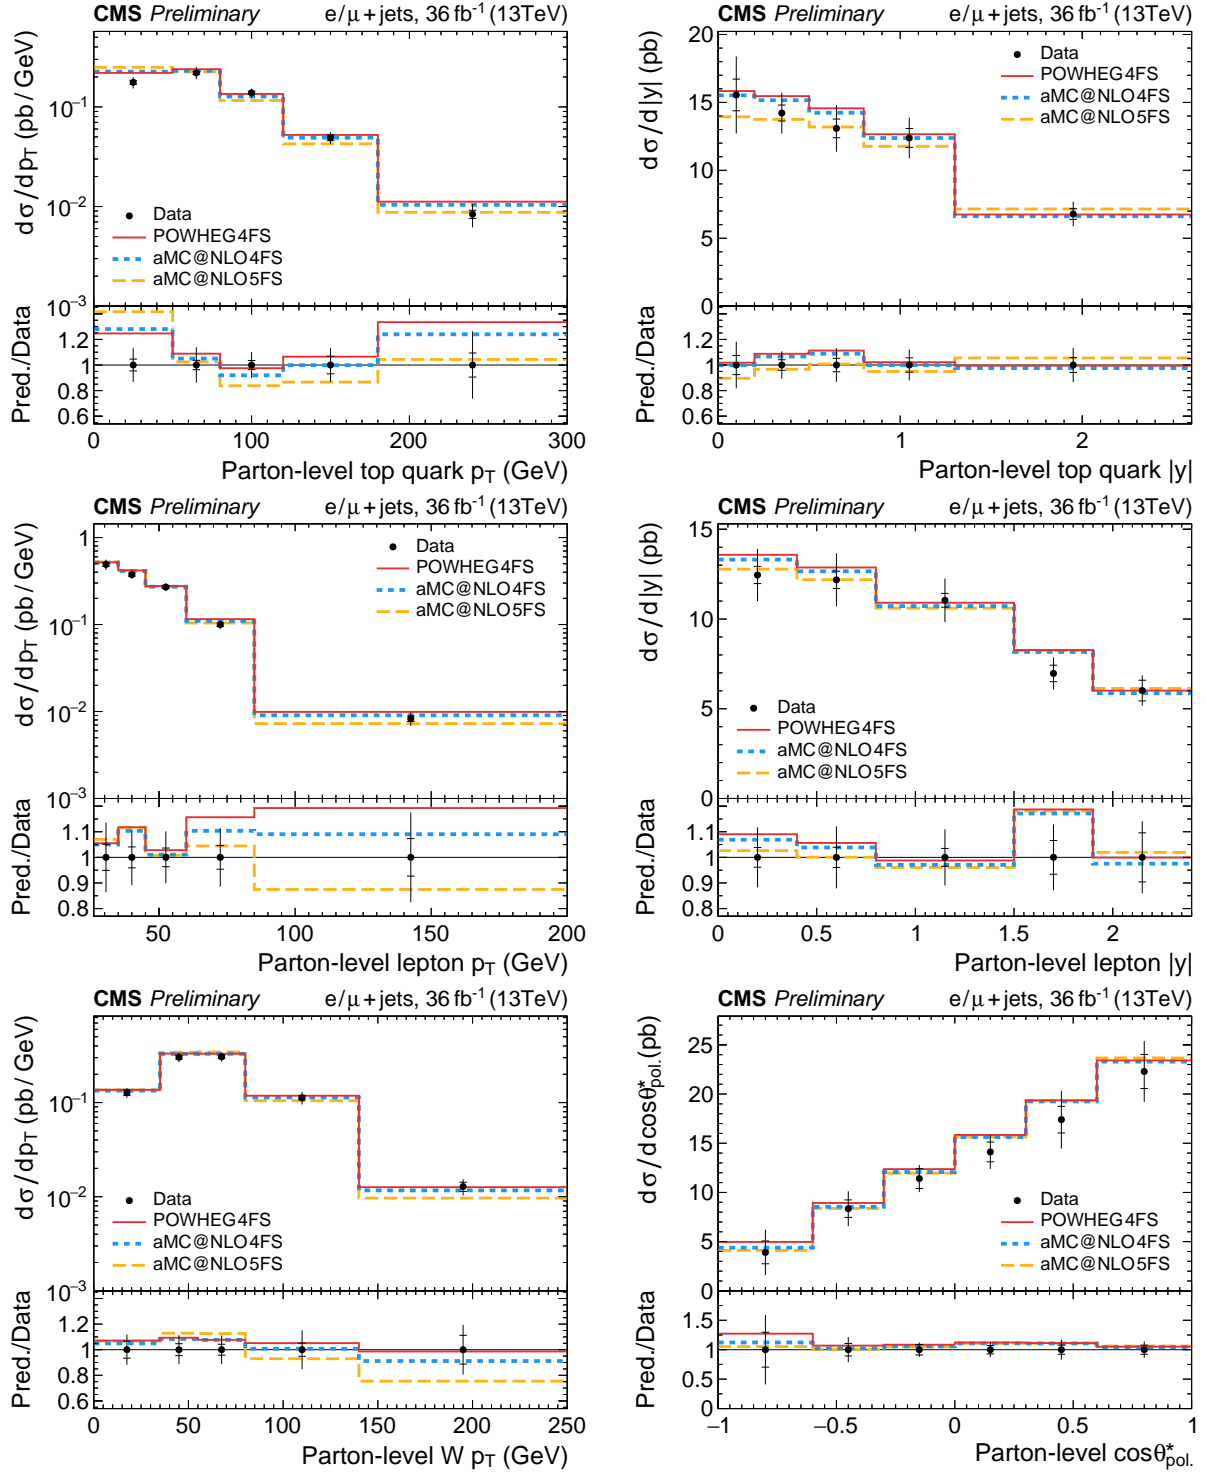 CMS Preliminary e/μ+jets, 36 fb-1 (13TeV)
dσ/dpT (pb/GeV)
10−1
10−2
10−3
Data
POWHEG4FS
aMC@NLO4FS
aMC@NLO5FS
Pred./Data
1.2
1
0.8
0.6
0 100 200 300
Parton-level top quark pT (GeV)
CMS Preliminary e/μ+jets, 36 fb-1 (13TeV)
dσ/d|y| (pb)
20
15
10
5
0
Data
POWHEG4FS
aMC@NLO4FS
aMC@NLO5FS
Pred./Data
1.4
1.2
1
0.8
0.6
0 1 2
Parton-level top quark |y|
CMS Preliminary e/μ+jets, 36 fb-1 (13TeV)
dσ/dpT (pb/GeV)
1
10−1
10−2
10−3
Data
POWHEG4FS
aMC@NLO4FS
aMC@NLO5FS
Pred./Data
1.1
1
0.9
0.8
50 100 150 200
Parton-level lepton pT (GeV)
CMS Preliminary e/μ+jets, 36 fb-1 (13TeV)
dσ/d|y| (pb)
15
10
5
0
Data
POWHEG4FS
aMC@NLO4FS
aMC@NLO5FS
Pred./Data
1.1
1
0.9
0.8
0 0.5 1 1.5 2
Parton-level lepton |y|
CMS Preliminary e/μ+jets, 36 fb-1 (13TeV)
dσ/dpT (pb/GeV)
10−1
10−2
10−3
Data
POWHEG4FS
aMC@NLO4FS
aMC@NLO5FS
Pred./Data
1.2
1
0.8
0.6
0 50 100 150 200 250
Parton-level W pT (GeV)
CMS Preliminary e/μ+jets, 36 fb-1 (13TeV)
dσ/dcosθ*pol. (pb)
25
20
15
10
5
0
Data
POWHEG4FS
aMC@NLO4FS
aMC@NLO5FS
Pred./Data
1.5
1
0.5
0
−1 −0.5 0 0.5 1
Parton-level cosθ*pol.